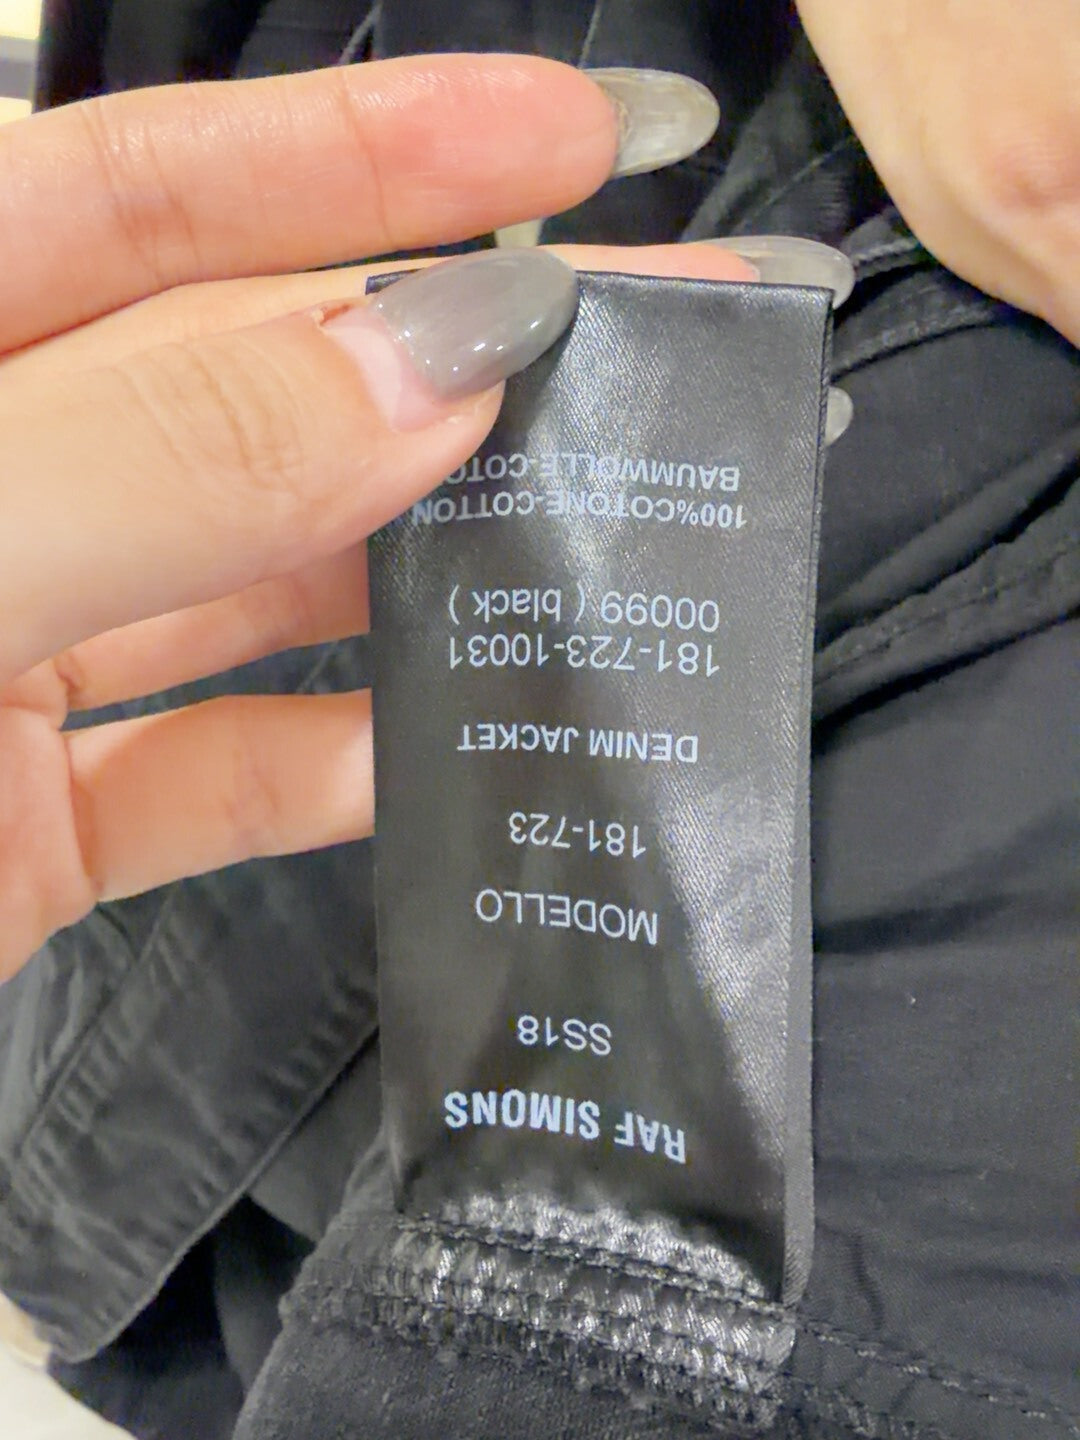 RAF SIMONS
SS18
MODELLO
181-723
DENIM JACKET
181-723-10031
00099 ( black )
100%COTONE-COTTON
BAUMWOLLE-COTO